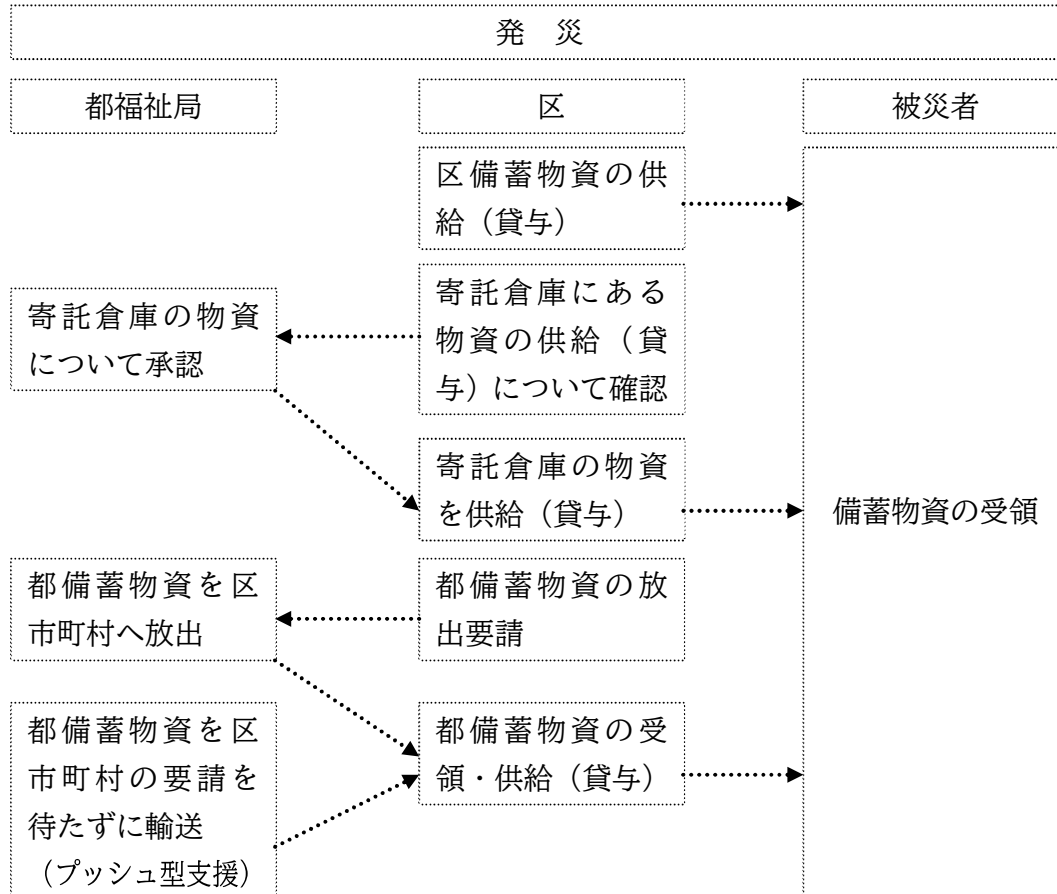 発 災
都福祉局
区
被災者
区備蓄物資の供
給（貸与）
寄託倉庫にある
物資の供給（貸
与）について確認
寄託倉庫の物資
について承認
寄託倉庫の物資
を供給（貸与）
備蓄物資の受領
都備蓄物資を区
市町村へ放出
都備蓄物資の放
出要請
都備蓄物資を区
市町村の要請を
待たずに輸送
（プッシュ型支援）
都備蓄物資の受
領・供給（貸与）